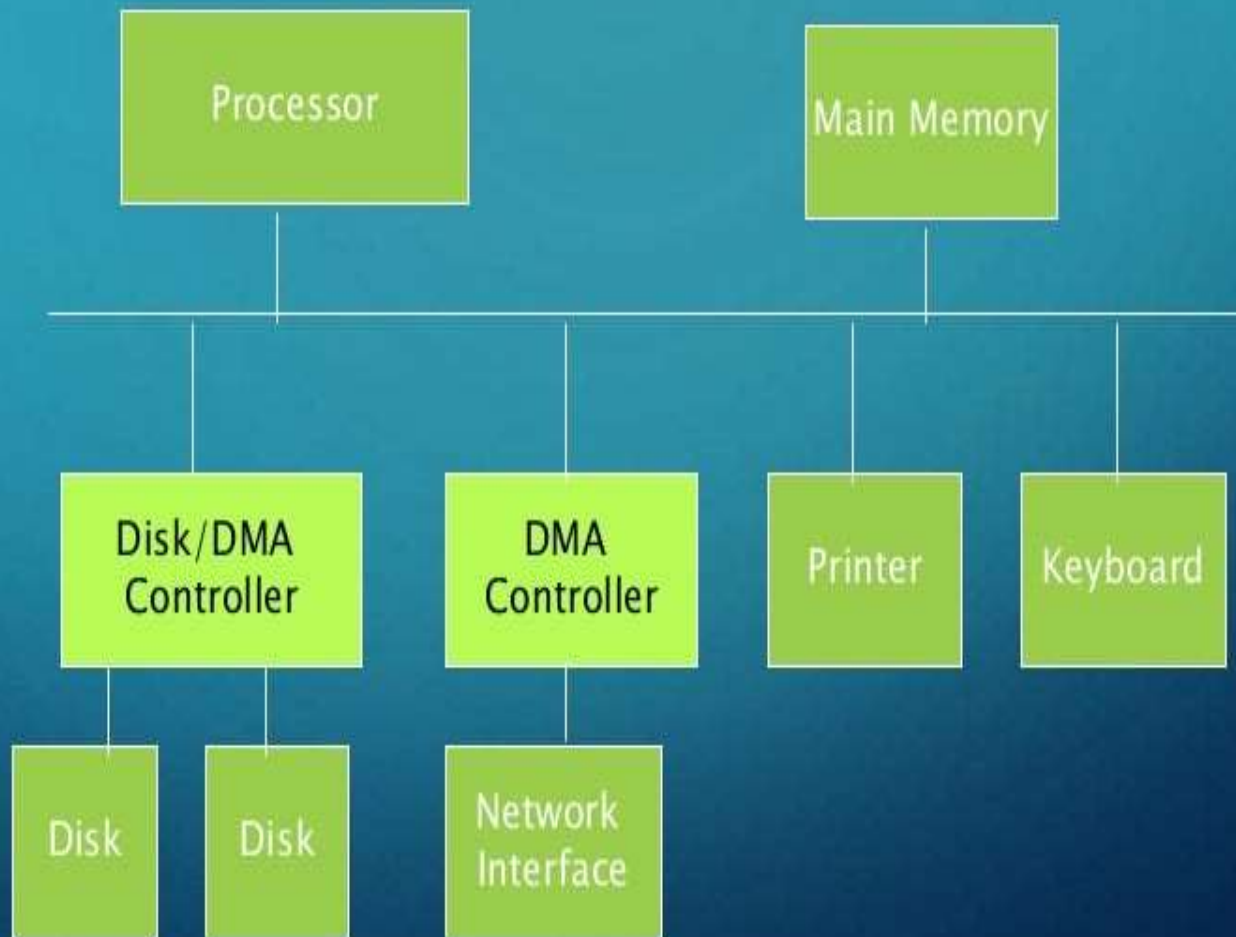 Processor
Main Memory
Disk/DMA
Controller
DMA
Controller
Printer
Keyboard
Disk
Disk
Network
Interface